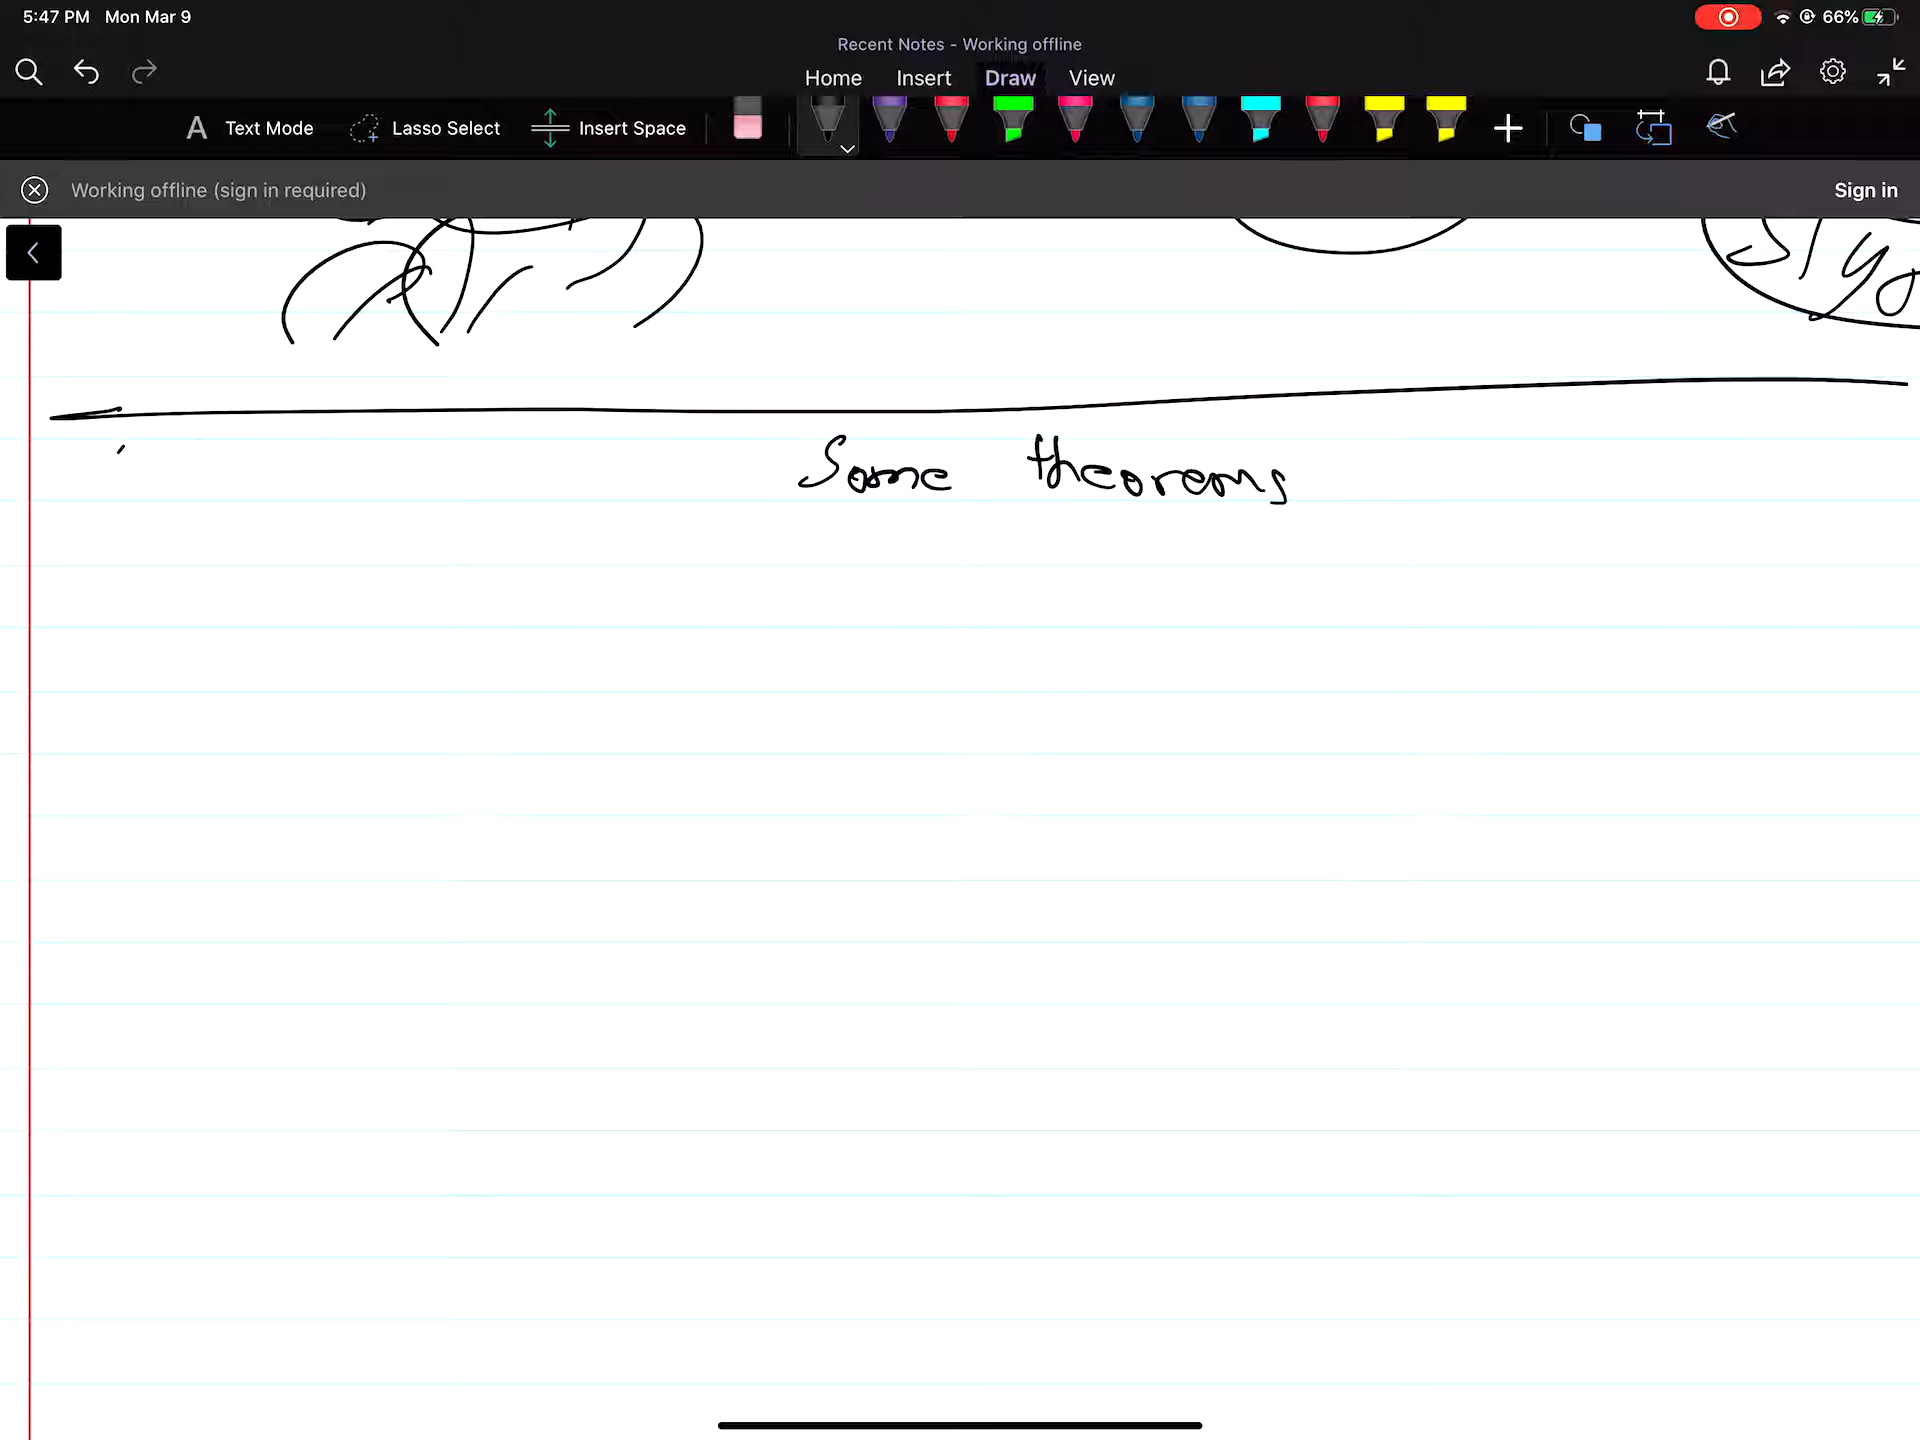 5:47 PM Mon Mar 9
66%
Recent Notes - Working offline
Home Insert Draw View
Text Mode Lasso Select Insert Space
Working offline (sign in required) Sign in
Some theorems